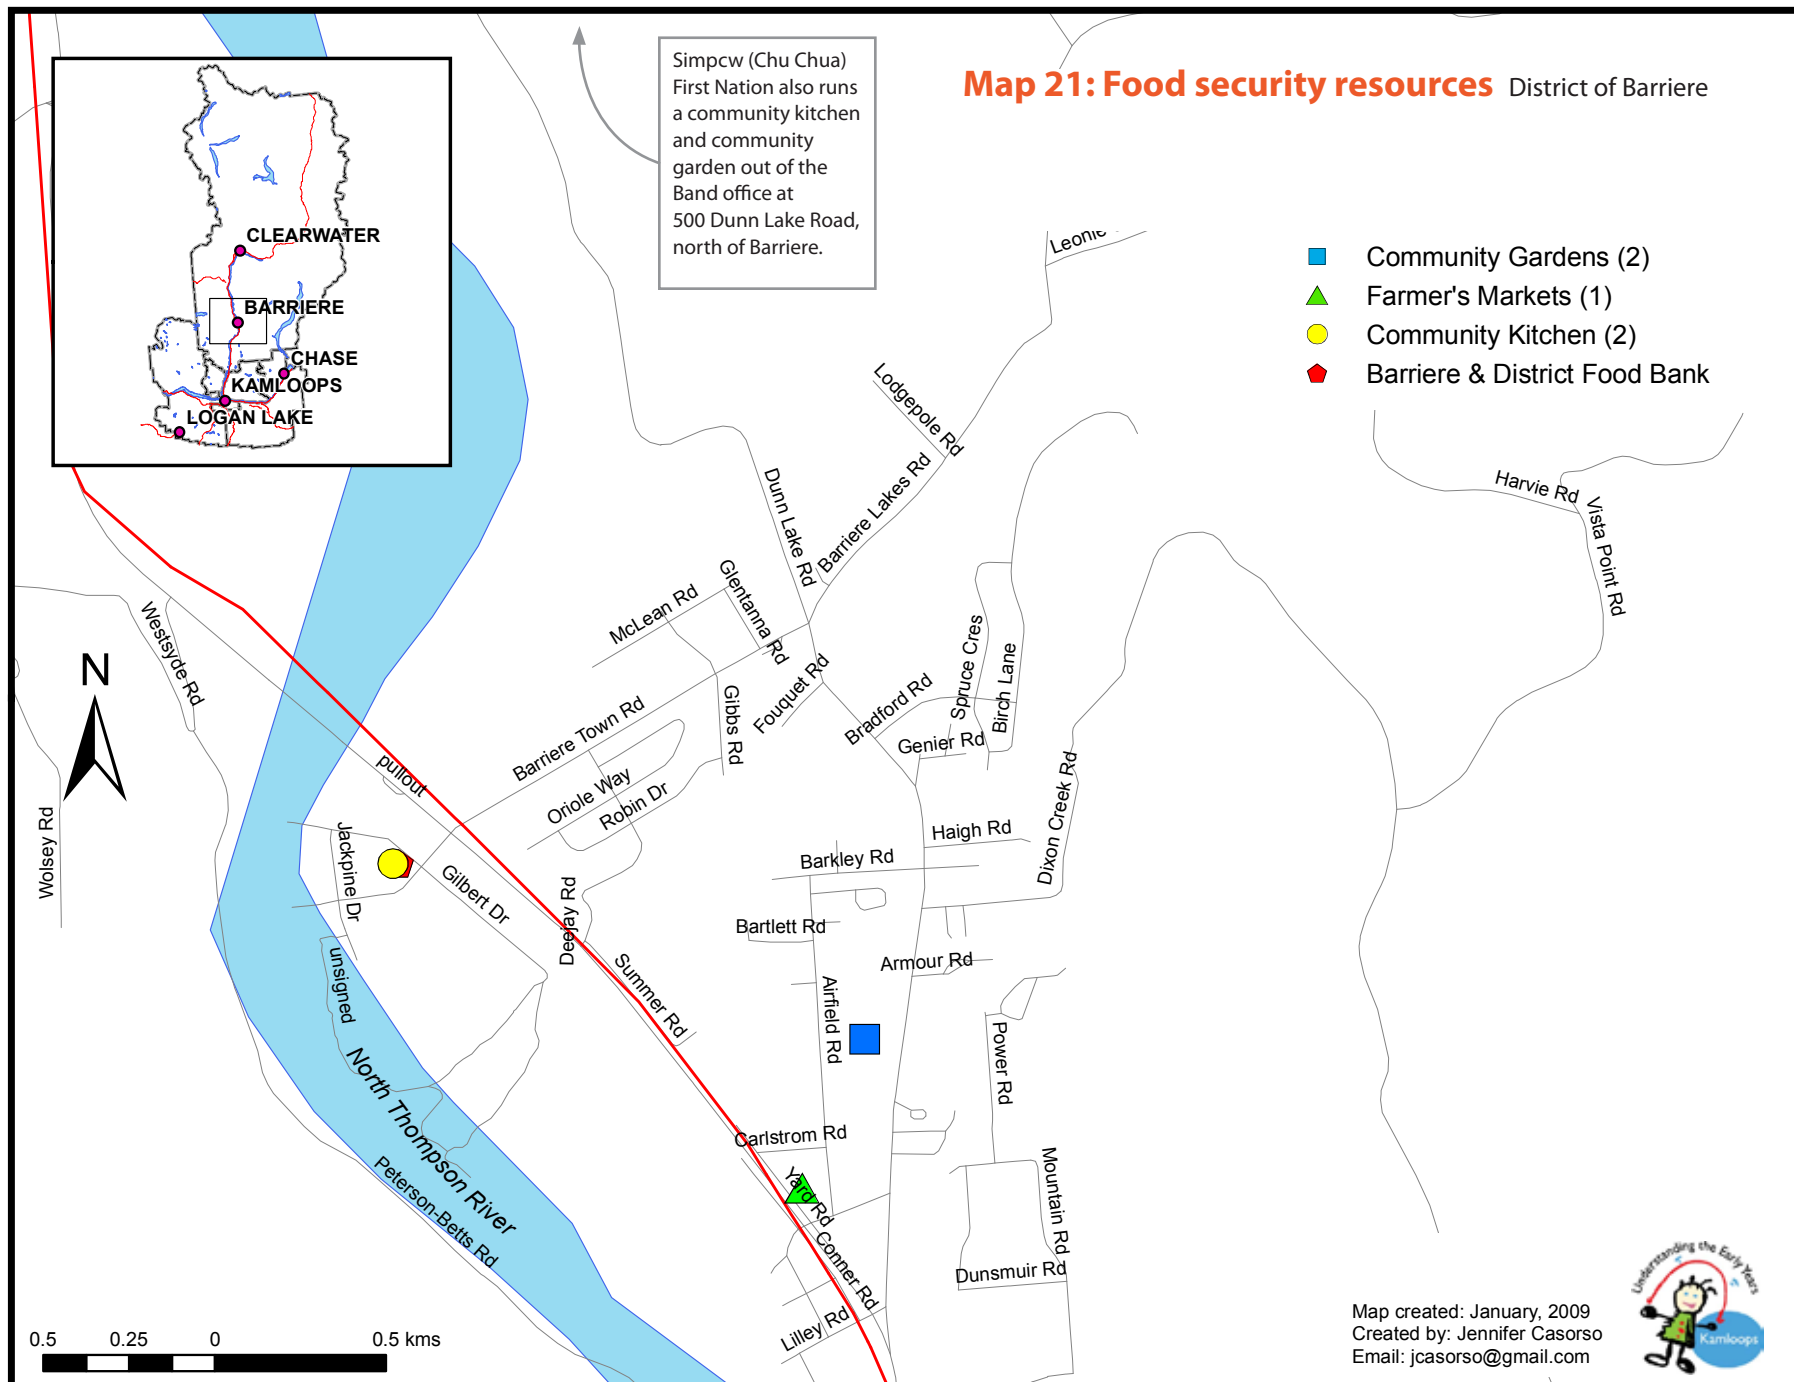 Map 21: Food security resources District of Barriere
Simpcw (Chu Chua)
First Nation also runs
a community kitchen
and community
garden out of the
Band office at
500 Dunn Lake Road,
north of Barriere.
CLEARWATER
BARRIERE
CHASE
KAMLOOPS
LOGAN LAKE
Community Gardens (2)
Farmer's Markets (1)
Community Kitchen (2)
Barriere & District Food Bank
Lodgepole Rd
Barriere Lakes Rd
Dunn Lake Rd
Harvie Rd
Vista Point Rd
Glentanna Rd
McLean Rd
Westsyde Rd
N
Fouquet Rd
Gibbs Rd
Bradford Rd
Spruce Cres
Birch Lane
Genier Rd
Barriere Town Rd
pullout
Oriole Way
Robin Dr
Dixon Creek Rd
Haigh Rd
Barkley Rd
Wolsey Rd
Jackpine Dr
Gilbert Dr
Deejay Rd
Bartlett Rd
Armour Rd
unsigned
Summer Rd
Airfield Rd
Power Rd
North Thompson River
Peterson-Betts Rd
Carlstrom Rd
Yard Rd
Conner Rd
Mountain Rd
Dunsmuir Rd
Lilley Rd
0.5 0.25 0 0.5 kms
Map created: January, 2009
Created by: Jennifer Casorso
Email: jcasorso@gmail.com
Understanding the Early Years
Kamloops